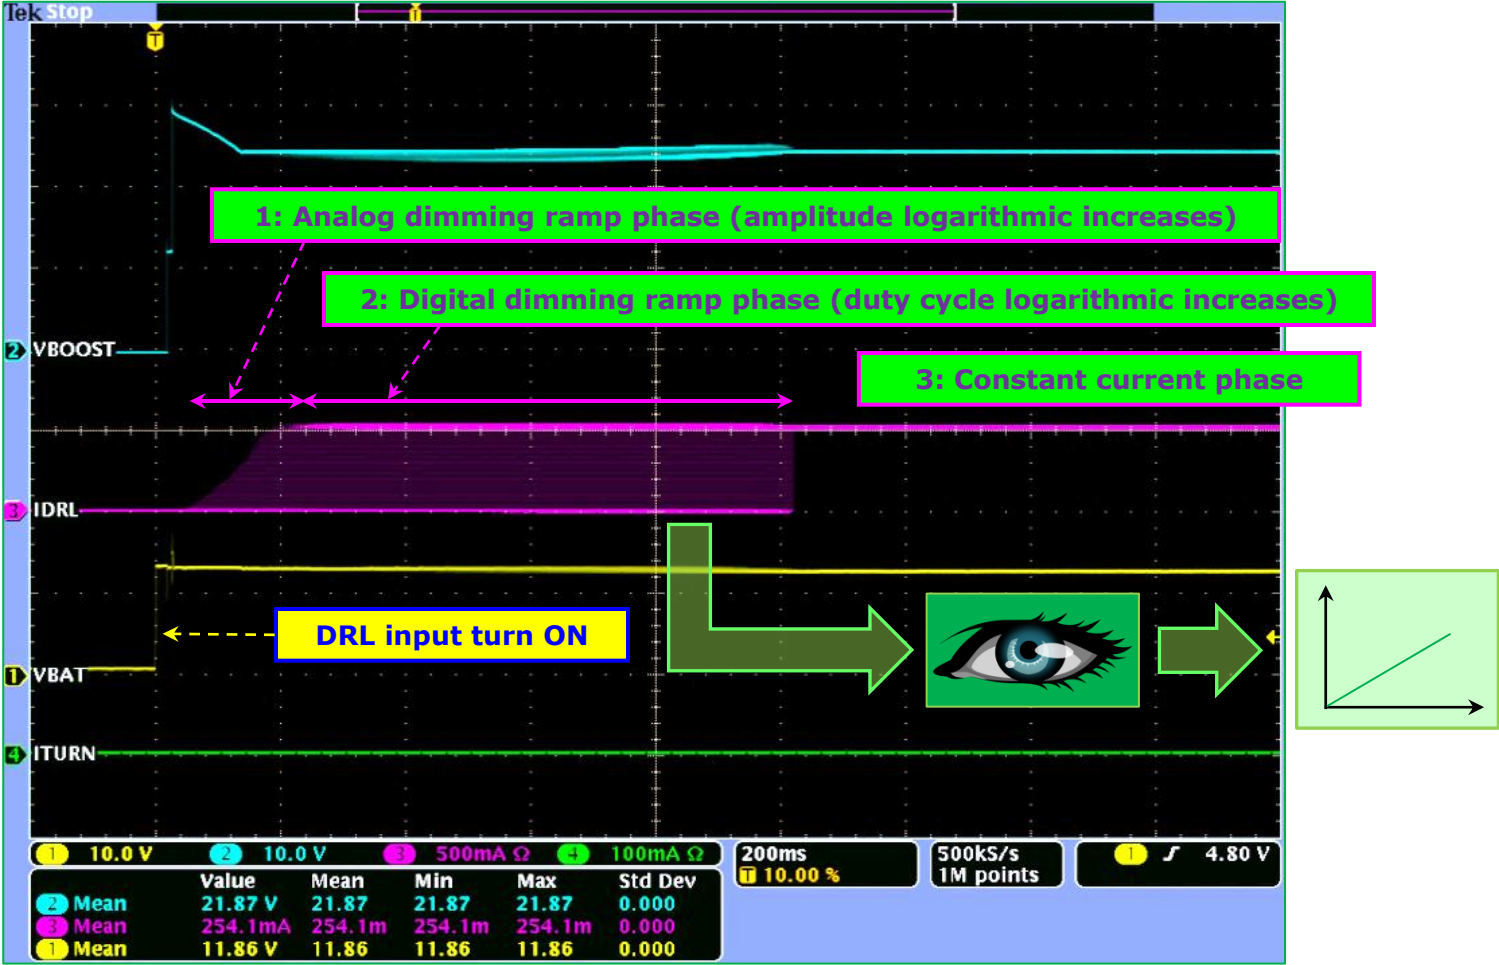 Tek Stop
T
T
1: Analog dimming ramp phase (amplitude logarithmic increases)
2: Digital dimming ramp phase (duty cycle logarithmic increases)
2 VBOOST
3: Constant current phase
3 IDRL
DRL input turn ON
1 VBAT
4 ITURN
1 10.0 V 2 10.0 V 3 500mA Ω 4 100mA Ω
200ms
T 10.00 %
500kS/s
1M points
1 4.80 V
Value Mean Min Max Std Dev
2 Mean 21.87 V 21.87 21.87 21.87 0.000
3 Mean 254.1mA 254.1m 254.1m 254.1m 0.000
1 Mean 11.86 V 11.86 11.86 11.86 0.000